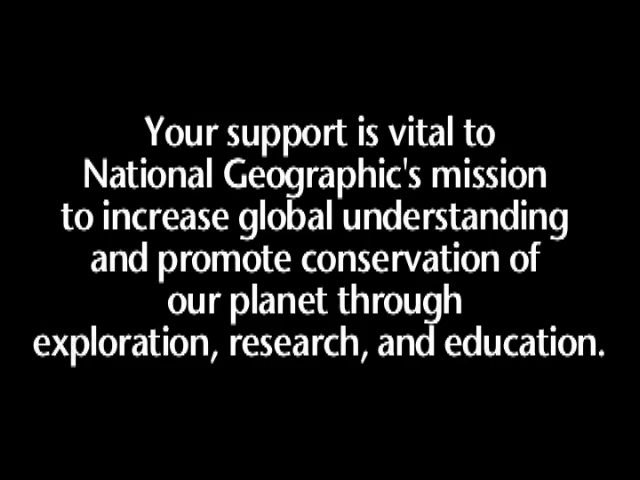 Your support is vital to
National Geographic's mission
to increase global understanding
and promote conservation of
our planet through
exploration, research, and education.